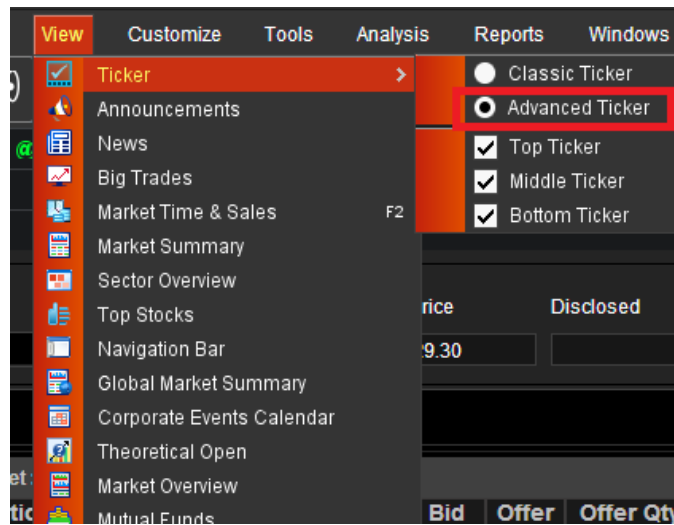 View Customize Tools Analysis Reports Windows
Ticker > Classic Ticker
Announcements Advanced Ticker
@
News Top Ticker
Big Trades Middle Ticker
Market Time & Sales F2 Bottom Ticker
Market Summary
Sector Overview
Top Stocks rice Disclosed
Navigation Bar 9.30
Global Market Summary
Corporate Events Calendar
Theoretical Open
Market Overview
Mutual Funds Bid Offer Offer Qty